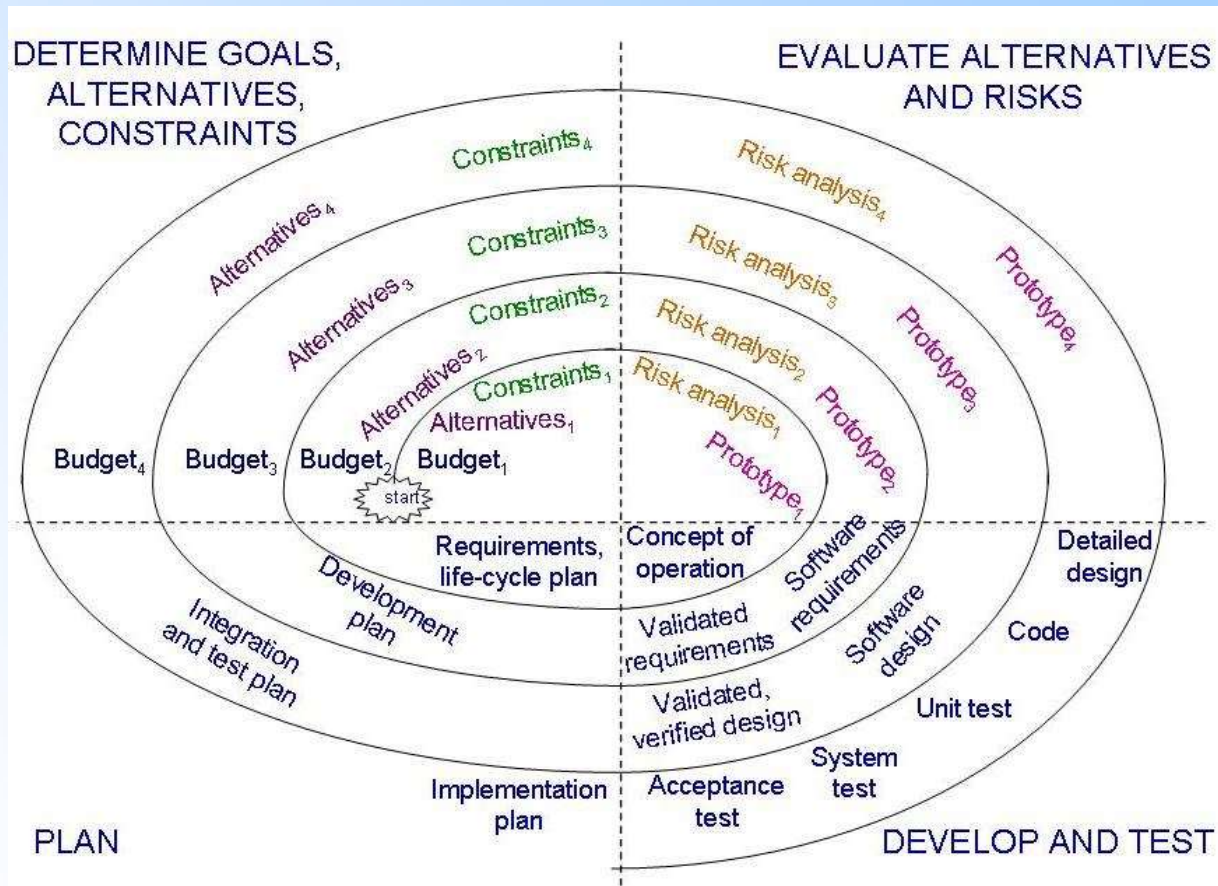 DETERMINE GOALS,
ALTERNATIVES,
CONSTRAINTS
EVALUATE ALTERNATIVES
AND RISKS
Constraints₄
Alternatives₄
Constraints₃
Alternatives₃
Constraints₂
Alternatives₂
Constraints₁
Alternatives₁
Budget₄
Budget₃
Budget₂
Budget₁
start
Risk analysis₄
Risk analysis₃
Risk analysis₂
Risk analysis₁
Prototype₄
Prototype₃
Prototype₂
Prototype₁
Requirements,
life-cycle plan
Concept of
operation
Software
requirements
Detailed
design
Development
plan
Validated
requirements
Software
design
Code
Integration
and test plan
Validated,
verified design
Unit test
Implementation
plan
Acceptance
test
System
test
PLAN
DEVELOP AND TEST